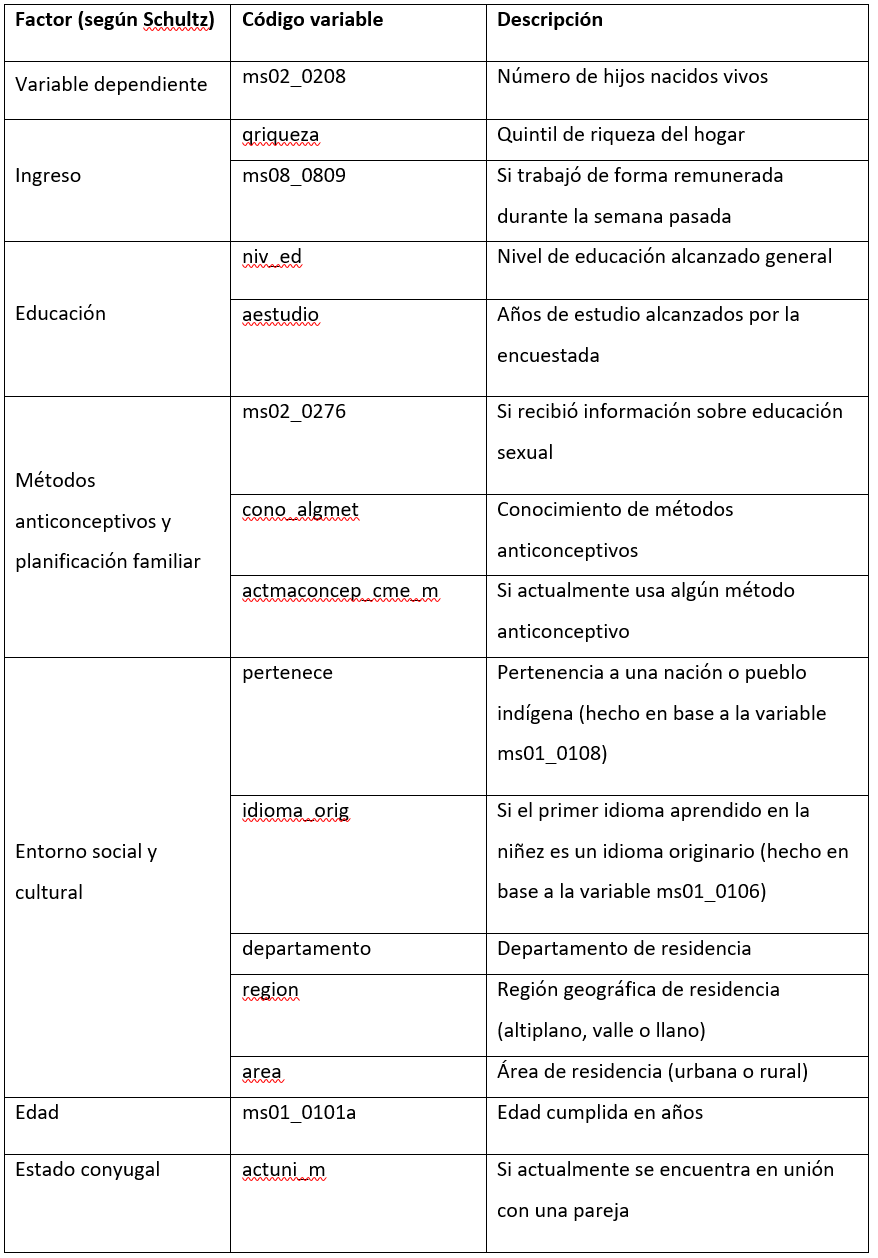 Factor (según Schultz)
Código variable
Descripción
Variable dependiente
ms02_0208
Número de hijos nacidos vivos
Ingreso
qriqueza
Quintil de riqueza del hogar
ms08_0809
Si trabajó de forma remunerada
durante la semana pasada
Educación
niv_ed
Nivel de educación alcanzado general
aestudio
Años de estudio alcanzados por la
encuestada
Métodos
anticonceptivos y
planificación familiar
ms02_0276
Si recibió información sobre educación
sexual
cono_algmet
Conocimiento de métodos
anticonceptivos
actmaconcep_cme_m
Si actualmente usa algún método
anticonceptivo
Entorno social y
cultural
pertenece
Pertenencia a una nación o pueblo
indígena (hecho en base a la variable
ms01_0108)
idioma_orig
Si el primer idioma aprendido en la
niñez es un idioma originario (hecho en
base a la variable ms01_0106)
departamento
Departamento de residencia
region
Región geográfica de residencia
(altiplano, valle o llano)
area
Área de residencia (urbana o rural)
Edad
ms01_0101a
Edad cumplida en años
Estado conyugal
actuni_m
Si actualmente se encuentra en unión
con una pareja